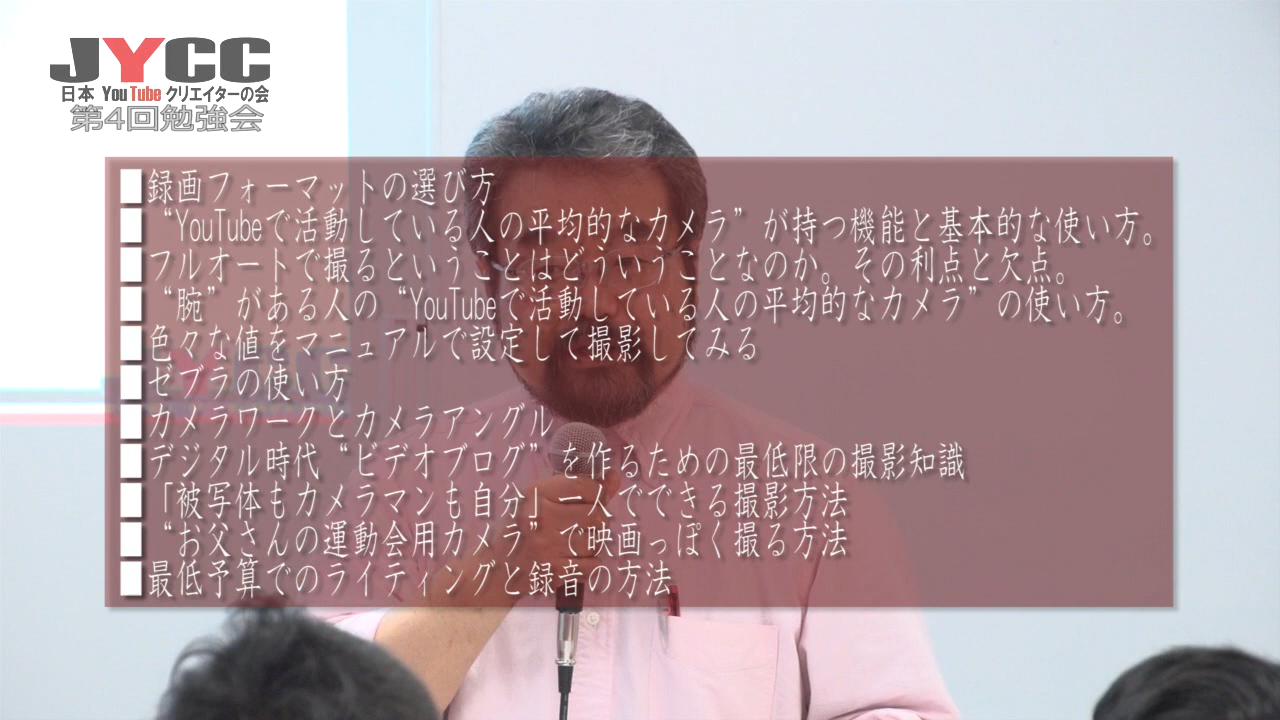 JYCC
日本 YouTube クリエイターの会
第4回勉強会
■録画フォーマットの選び方
■“YouTubeで活動している人の平均的なカメラ”が持つ機能と基本的な使い方。
■フルオートで撮るということはどういうことなのか。その利点と欠点。
■“腕”がある人の“YouTubeで活動している人の平均的なカメラ”の使い方。
■色々な値をマニュアルで設定して撮影してみる
■ゼブラの使い方
■カメラワークとカメラアングル
■デジタル時代“ビデオブログ”を作るための最低限の撮影知識
■「被写体もカメラマンも自分」一人でできる撮影方法
■“お父さんの運動会用カメラ”で映画っぽく撮る方法
■最低予算でのライティングと録音の方法